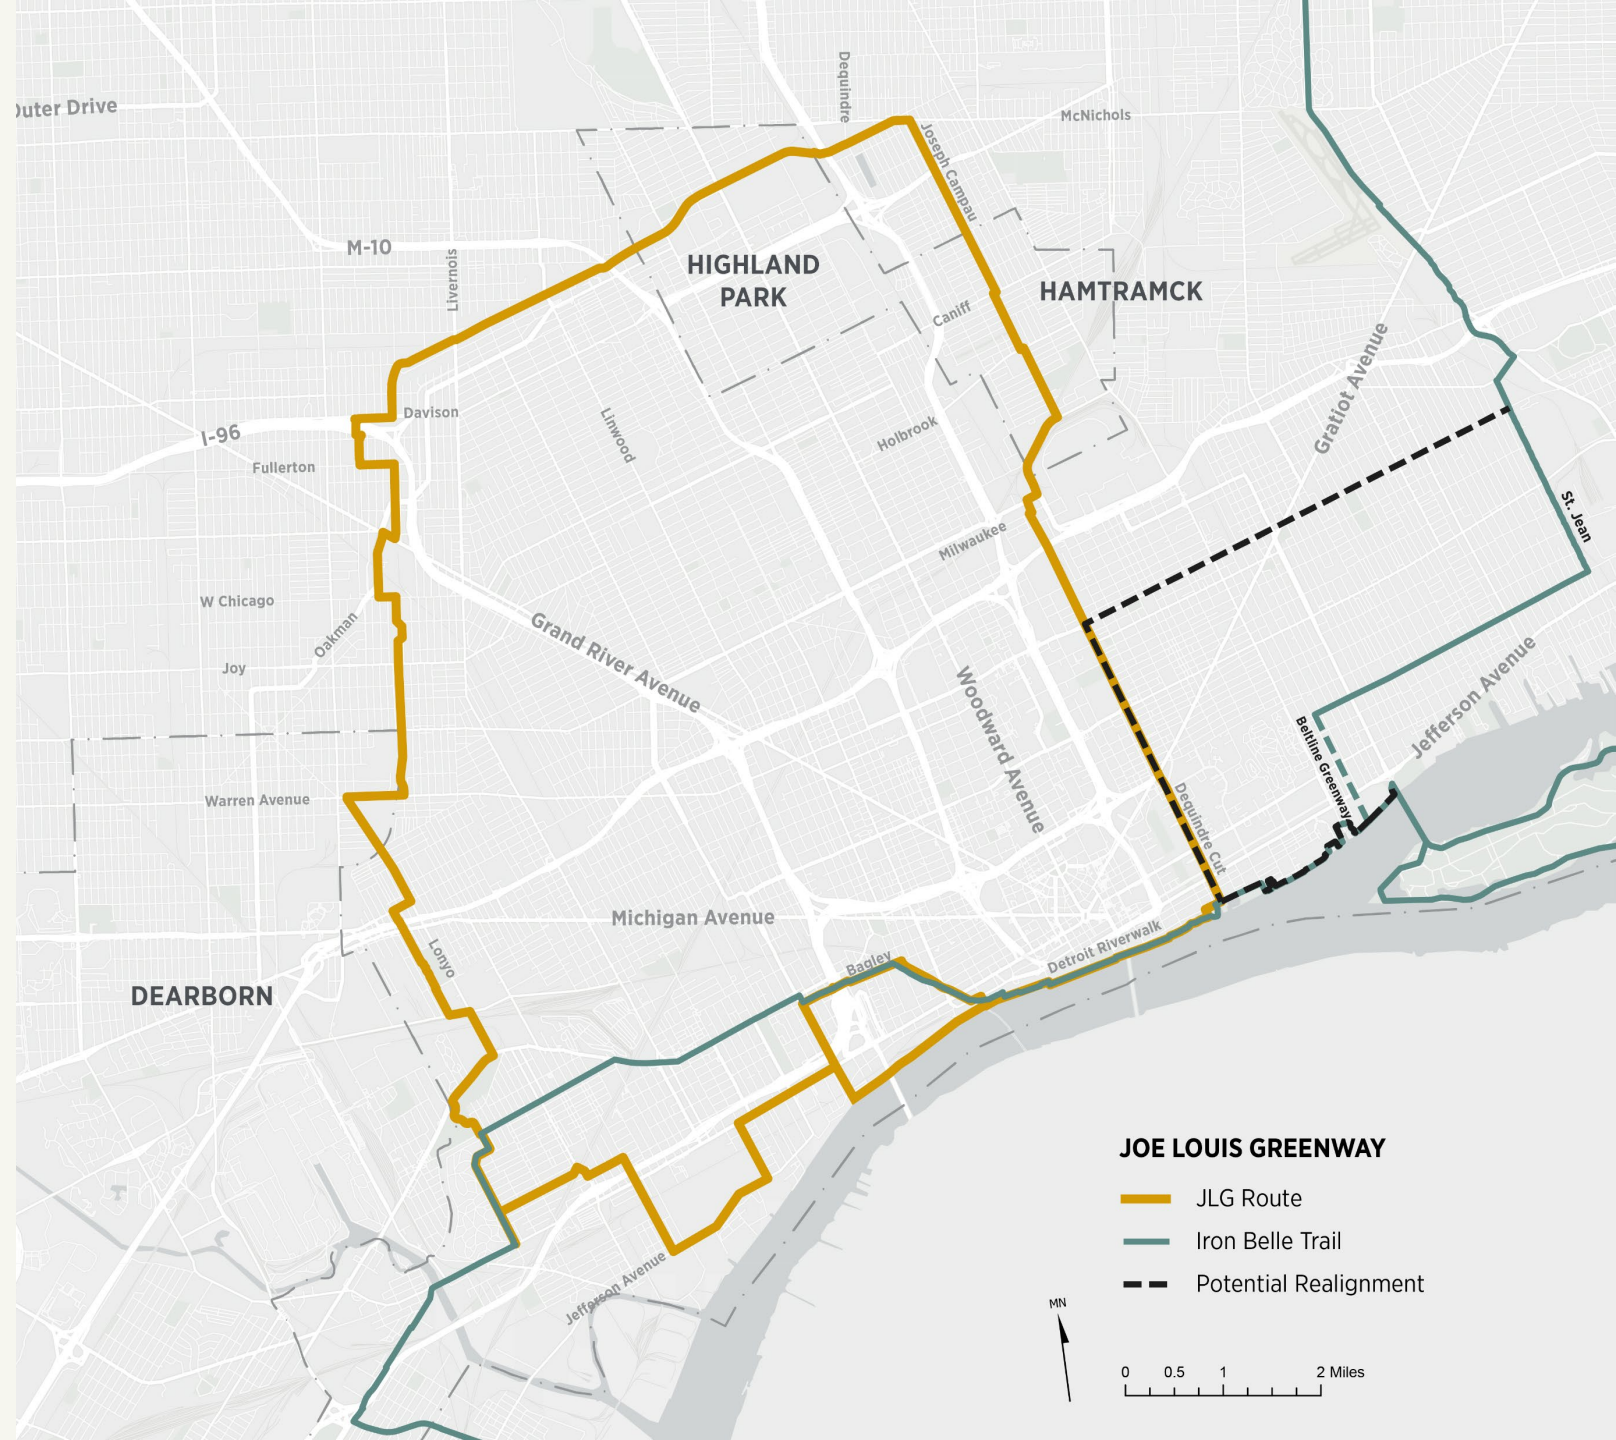 Dequindre
Outer Drive
McNichols
Joseph Campau
M-10
Livernois
HIGHLAND
PARK
HAMTRAMCK
Caniff
Gratiot Avenue
Davison
I-96
Linwood
Holbrook
Fullerton
St. Jean
Milwaukee
W Chicago
Oakman
Grand River Avenue
Joy
Woodward Avenue
Jefferson Avenue
Beltline Greenway
Warren Avenue
Dequindre Cut
Michigan Avenue
Lonyo
Bagley
Detroit Riverwalk
DEARBORN
JOE LOUIS GREENWAY
JLG Route
Iron Belle Trail
Potential Realignment
Jefferson Avenue
MN
0 0.5 1 2 Miles